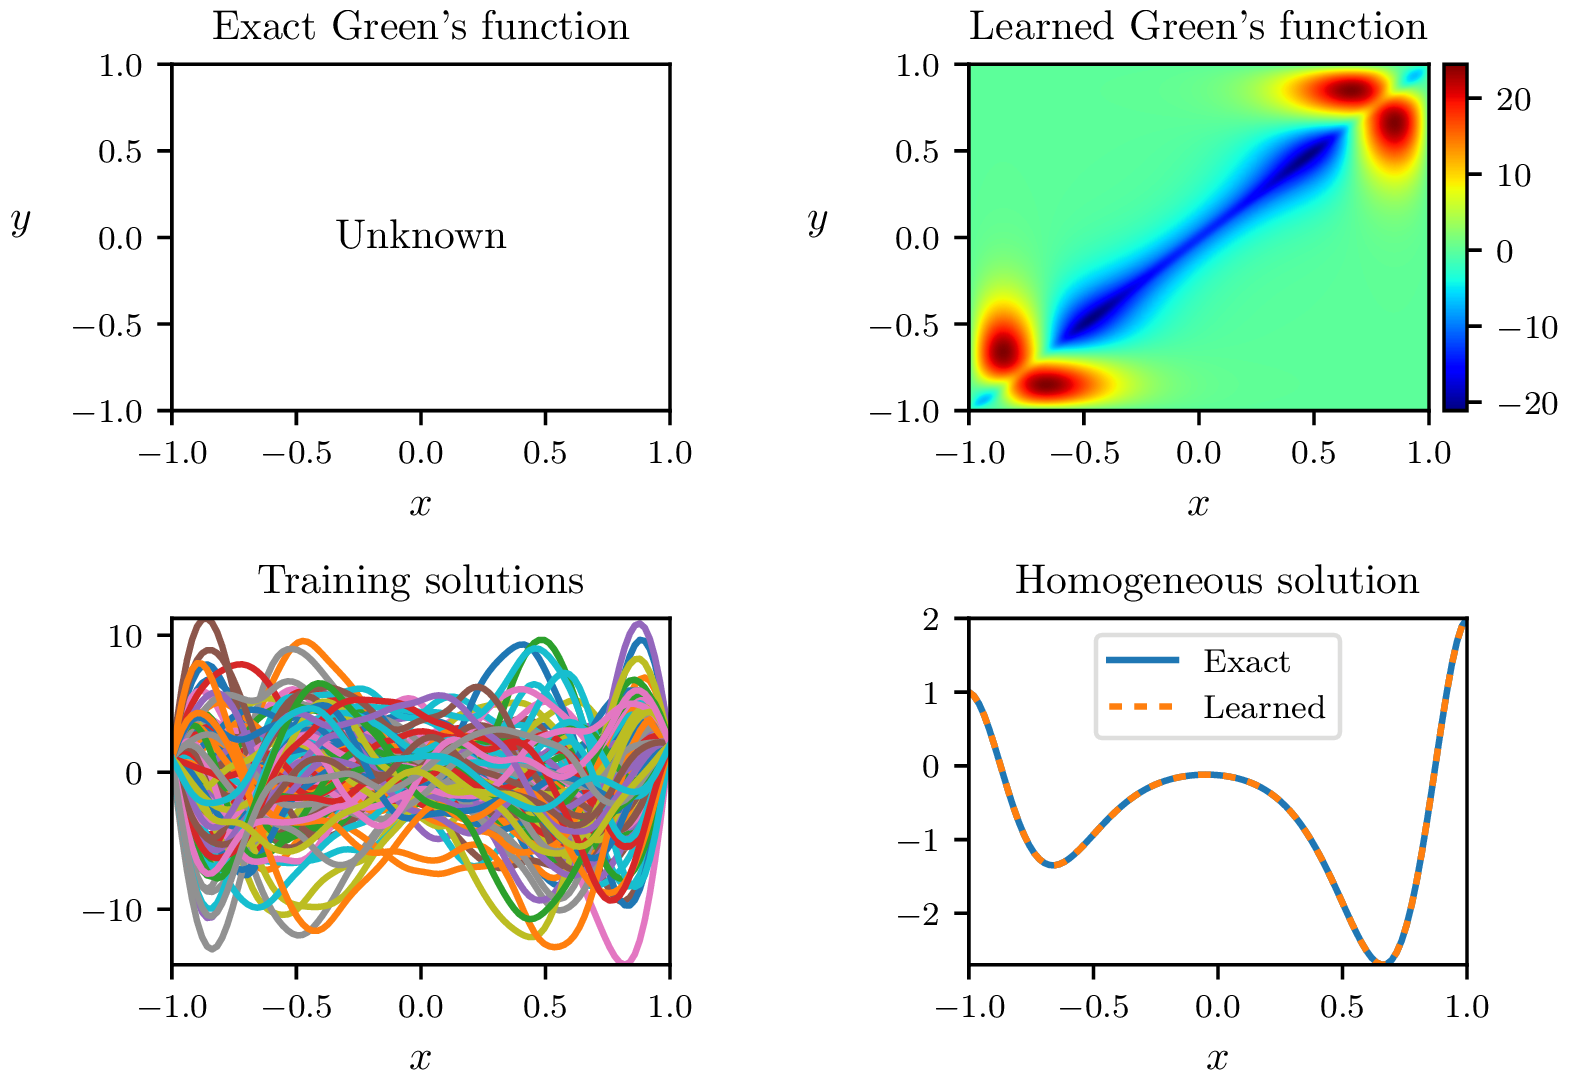 Exact Green's function
1.0
0.5
0.0
−0.5
−1.0
y
Unknown
−1.0 −0.5 0.0 0.5 1.0
x
Learned Green's function
1.0
0.5
0.0
−0.5
−1.0
y
−1.0 −0.5 0.0 0.5 1.0
x
20
10
0
−10
−20
Training solutions
10
0
−10
−1.0 −0.5 0.0 0.5 1.0
x
Homogeneous solution
2
1
0
−1
−2
Exact
Learned
−1.0 −0.5 0.0 0.5 1.0
x